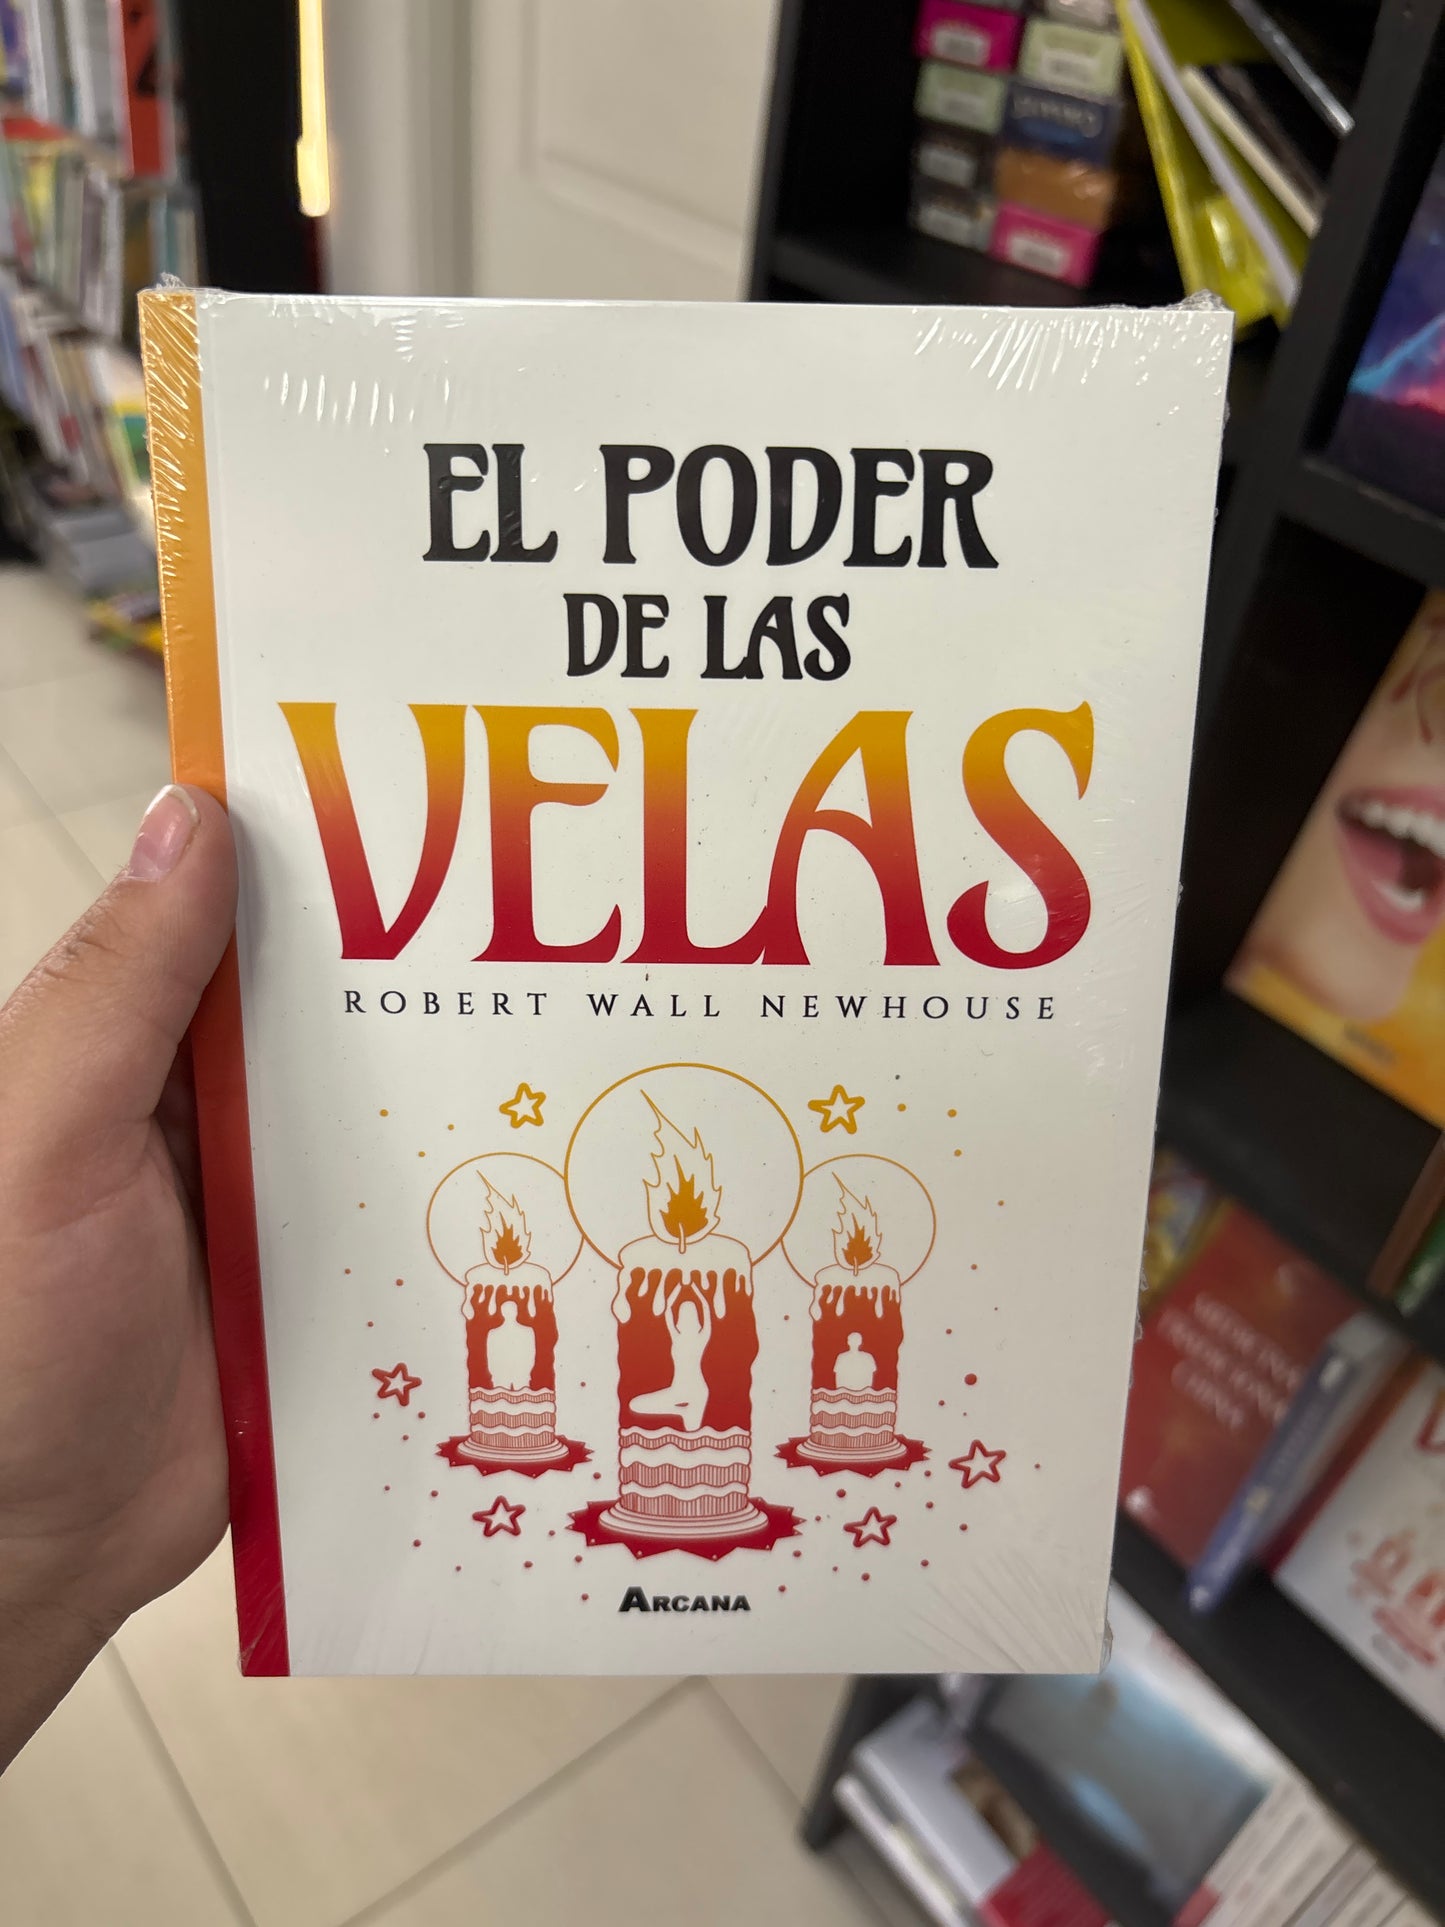 EL PODER
DE LAS
VELAS
ROBERT WALL NEWHOUSE
ARCANA